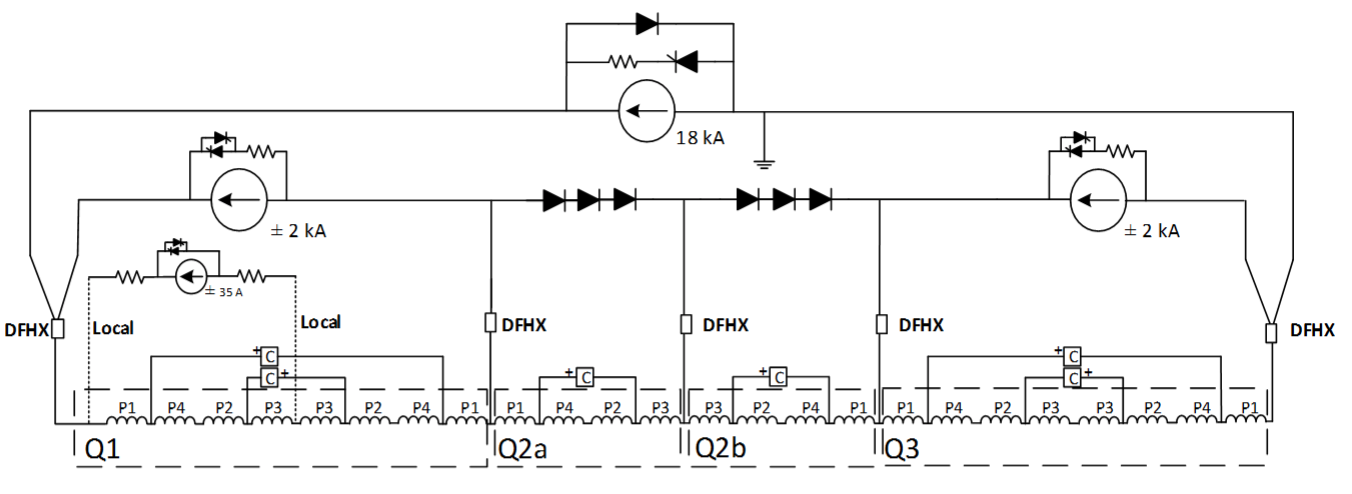 18 kA
± 2 kA
± 2 kA
± 35 A
DFHX
Local
Local
DFHX
DFHX
DFHX
DFHX
+ C
C +
+ C
+ C
+ C
C +
P1 P4 P2 P3 P3 P2 P4 P1 P1 P4 P2 P3 P3 P2 P4 P1 P1 P4 P2 P3 P3 P2 P4 P1
Q1 Q2a Q2b Q3